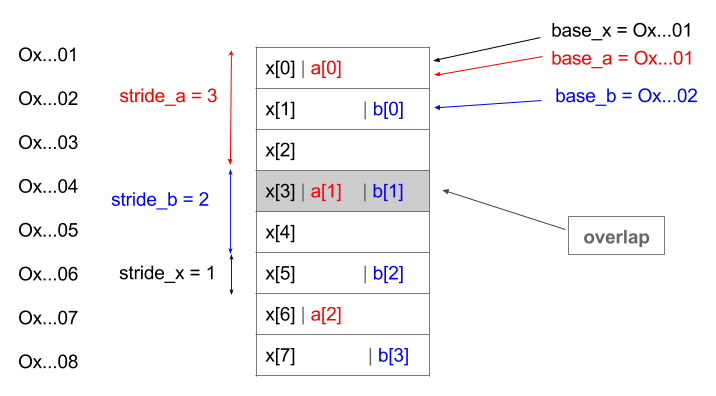 base_x = Ox...01
Ox...01
base_a = Ox...01
x[0] | a[0]
Ox...02
stride_a = 3
base_b = Ox...02
x[1] | b[0]
Ox...03
x[2]
Ox...04
x[3] | a[1] | b[1]
stride_b = 2
Ox...05
x[4]
overlap
Ox...06
stride_x = 1
x[5] | b[2]
Ox...07
x[6] | a[2]
Ox...08
x[7] | b[3]